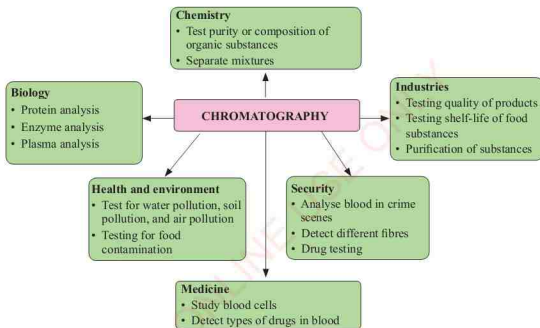 Chemistry
• Test purity or composition of
organic substances
• Separate mixtures
Biology
• Protein analysis
• Enzyme analysis
• Plasma analysis
CHROMATOGRAPHY
Industries
• Testing quality of products
• Testing shelf-life of food
substances
• Purification of substances
Health and environment
• Test for water pollution, soil
pollution, and air pollution
• Testing for food
contamination
Security
• Analyse blood in crime
scenes
• Detect different fibres
• Drug testing
Medicine
• Study blood cells
• Detect types of drugs in blood
ONLINE USE ONLY